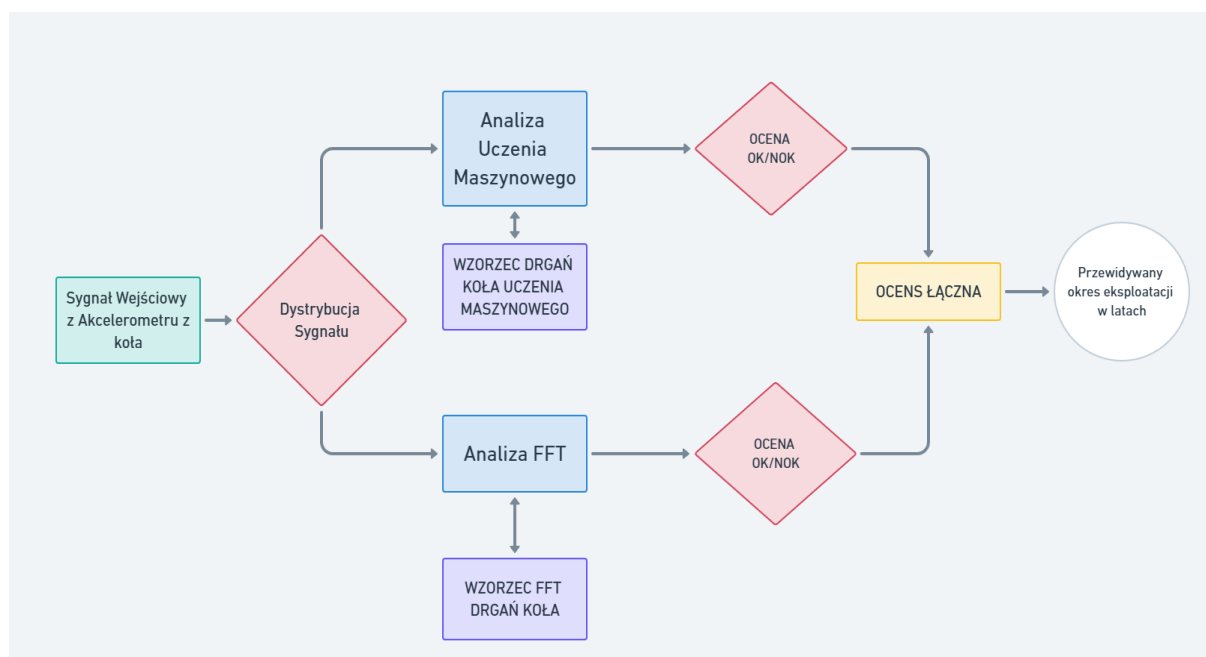 Analiza
Uczenia
Maszynowego
OCENA
OK/NOK
WZORZEC DRGAŃ
KOŁA UCZENIA
MASZYNOWEGO
Sygnał Wejściowy
z Akcelerometru z
koła
Dystrybucja
Sygnału
OCENS ŁĄCZNA
Przewidywany
okres eksploatacji
w latach
Analiza FFT
OCENA
OK/NOK
WZORZEC FFT
DRGAŃ KOŁA